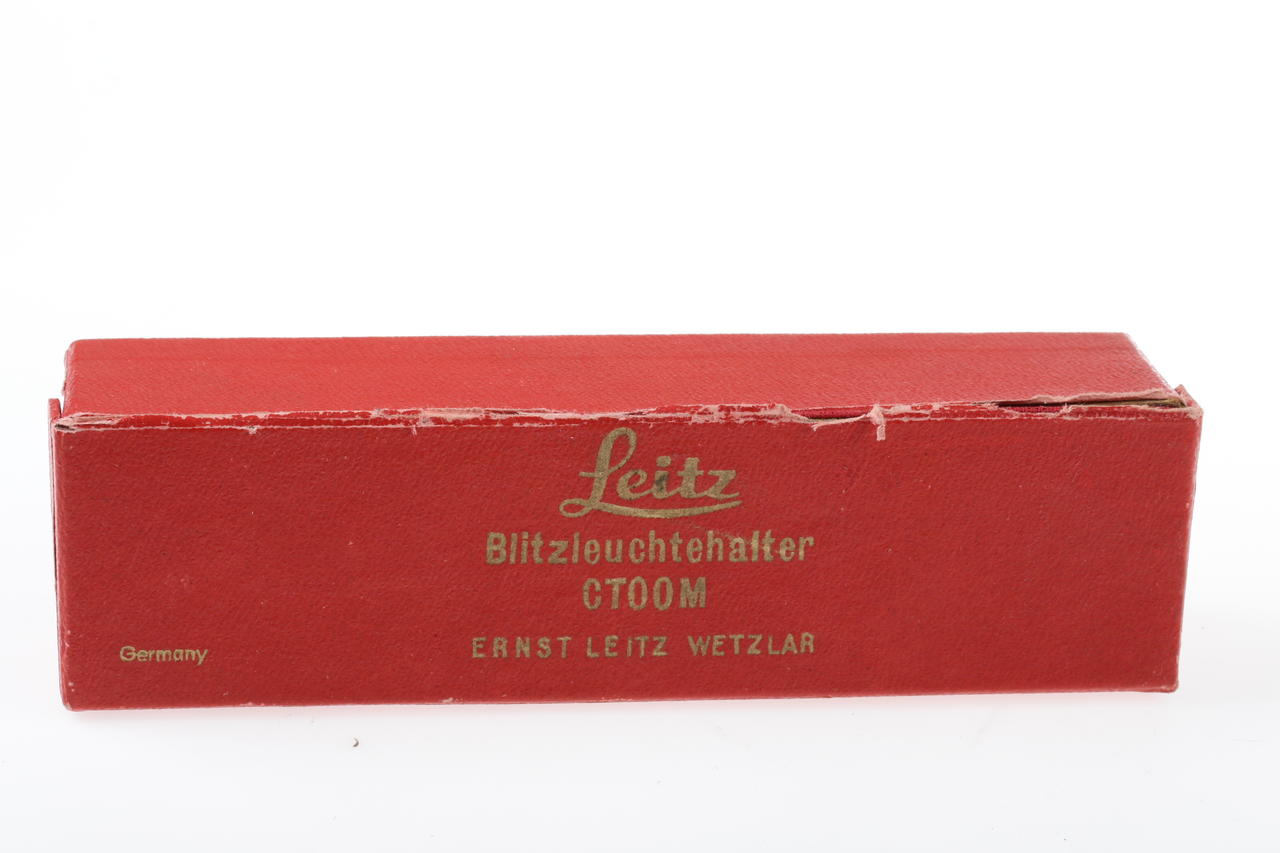 Leitz
Blitzleuchtehalter
CTOOM
ERNST LEITZ WETZLAR
Germany